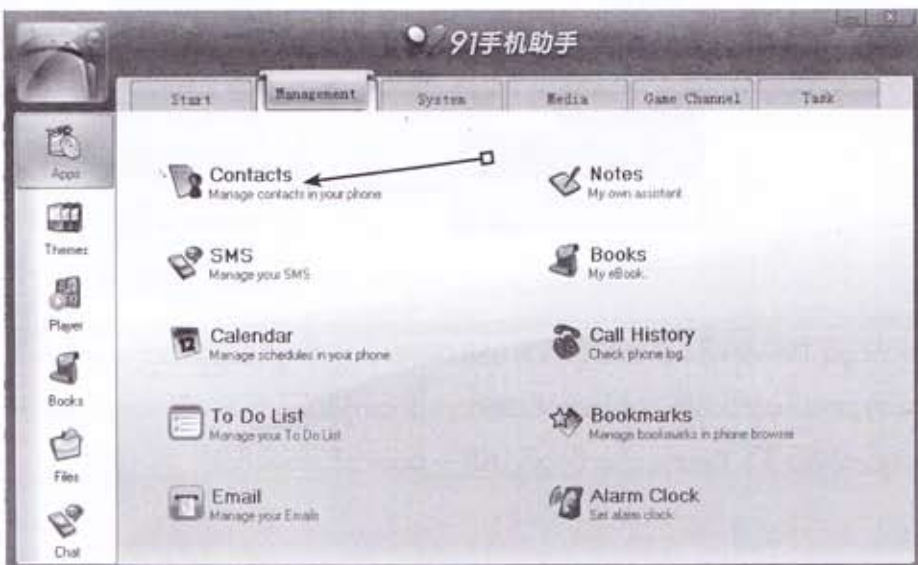 91手机助手
Start Management System Media Game Channel Task
Apps
Themes
Player
Books
Files
Chat
Contacts
Manage contacts in your phone
SMS
Manage your SMS
Calendar
Manage schedules in your phone
To Do List
Manage your To Do List
Email
Manage your Emails
Notes
My own assistant
Books
My eBook.
Call History
Check phone log.
Bookmarks
Manage bookmarks in phone browser
Alarm Clock
Set alarm clock
12